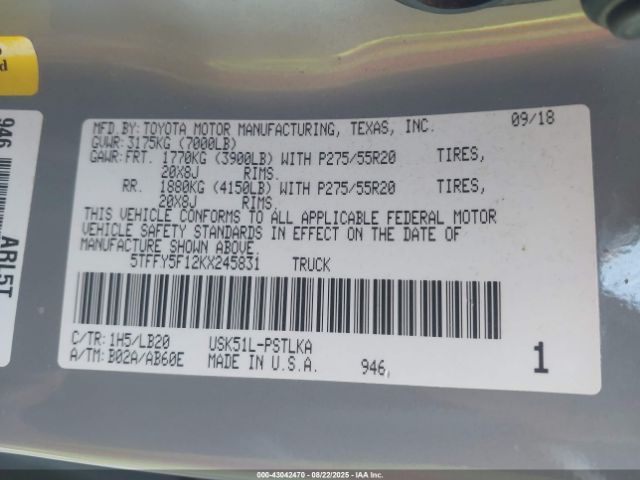 MFD.BY:TOYOTA MOTOR MANUFACTURING, TEXAS, INC. 09/18
GVWR:3175KG (7000LB)
GAWR:FRT. 1770KG (3900LB) WITH P275/55R20 TIRES,
20X8J RIMS.
RR. 1880KG (4150LB) WITH P275/55R20 TIRES,
20X8J RIMS.
THIS VEHICLE CONFORMS TO ALL APPLICABLE FEDERAL MOTOR
VEHICLE SAFETY STANDARDS IN EFFECT ON THE DATE OF
MANUFACTURE SHOWN ABOVE
5TFFY5F12KX245831 TRUCK
C/TR: 1H5/LB20 USK51L-PSTLKA
A/TM: B02A/AB60E MADE IN U.S.A. 946, 1
946 ARL5T
000-43042470 - 08/22/2025 - IAAI.COM